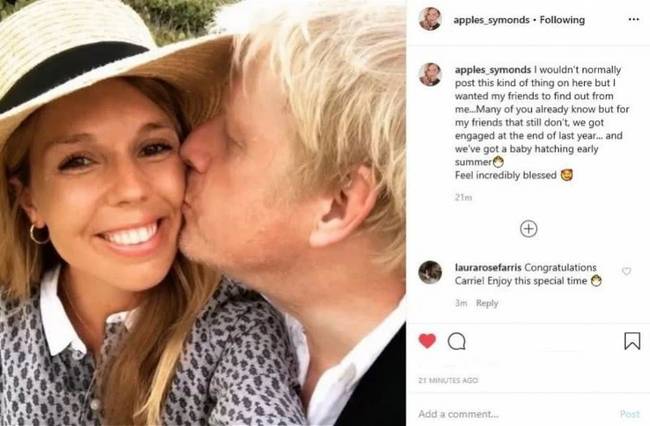 apples_symonds • Following
apples_symonds I wouldn't normally
post this kind of thing on here but I
wanted my friends to find out from
me...Many of you already know but for
my friends that still don't, we got
engaged at the end of last year... and
we've got a baby hatching early
summer🐣
Feel incredibly blessed 🥰
21m
laurarosefarris Congratulations
Carrie! Enjoy this special time 🐣
3m Reply
21 MINUTES AGO
Add a comment... Post